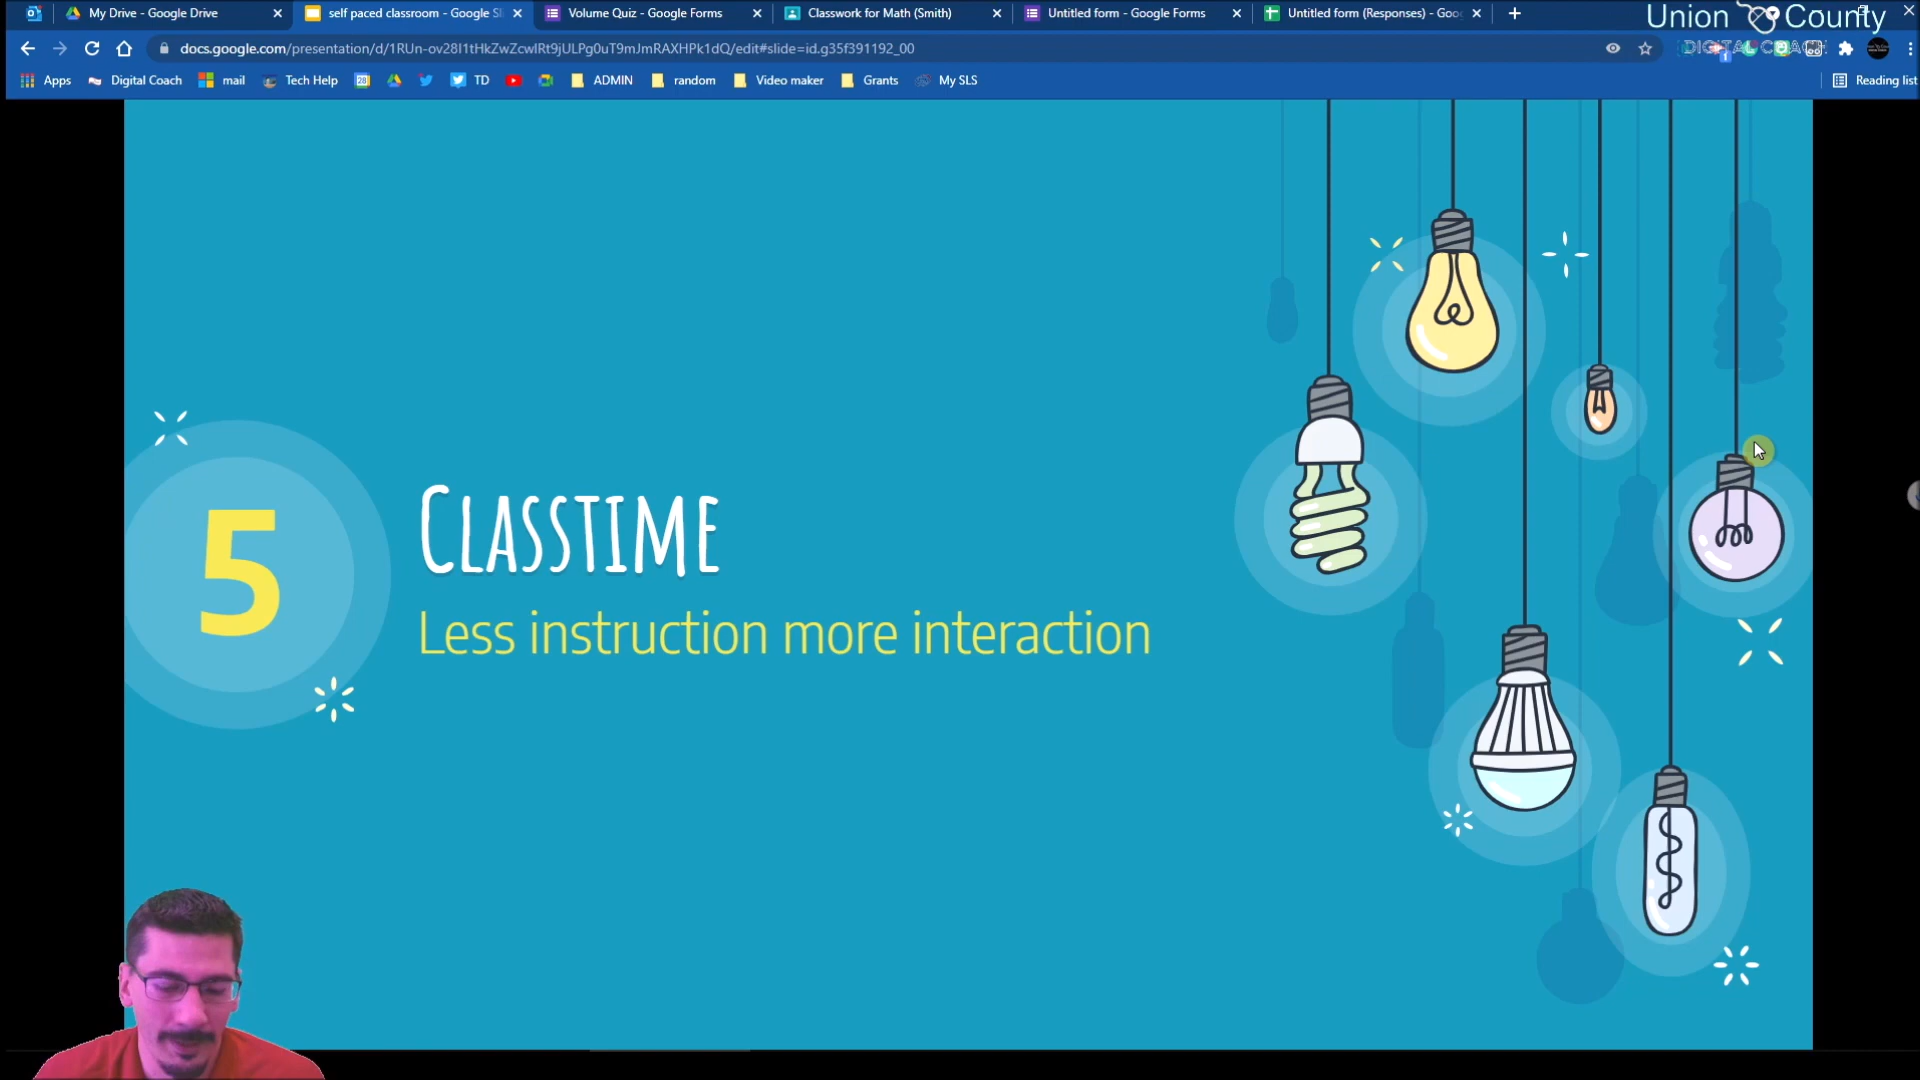 My Drive - Google Drive
self paced classroom - Google Sl
Volume Quiz - Google Forms
Classwork for Math (Smith)
Untitled form - Google Forms
Untitled form (Responses) - Goo
Union County
DIGITAL COACH
docs.google.com/presentation/d/1RUn-ov28I1tHkZwZcwIRt9jULPg0uT9mJmRAXHPk1dQ/edit#slide=id.g35f391192_00
Apps
Digital Coach
mail
Tech Help
TD
ADMIN
random
Video maker
Grants
My SLS
Reading list
5
CLASSTIME
Less instruction more interaction